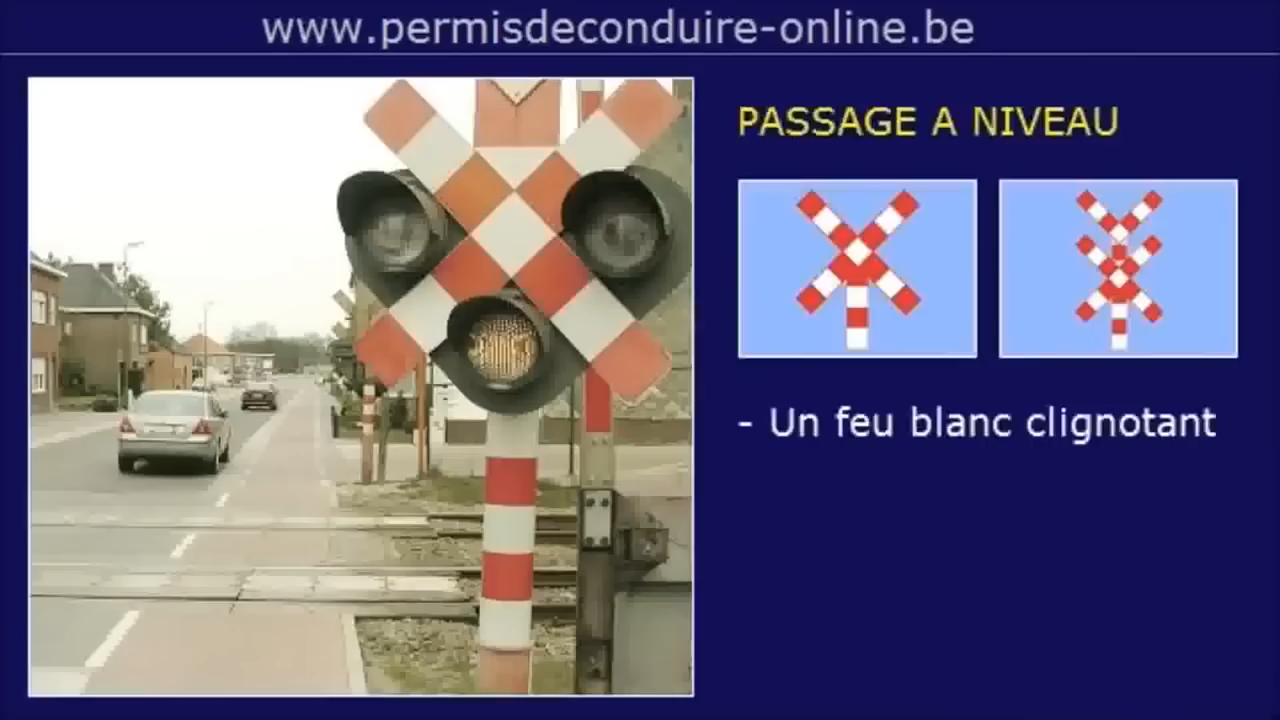 www.permisdeconduire-online.be
PASSAGE A NIVEAU
- Un feu blanc clignotant